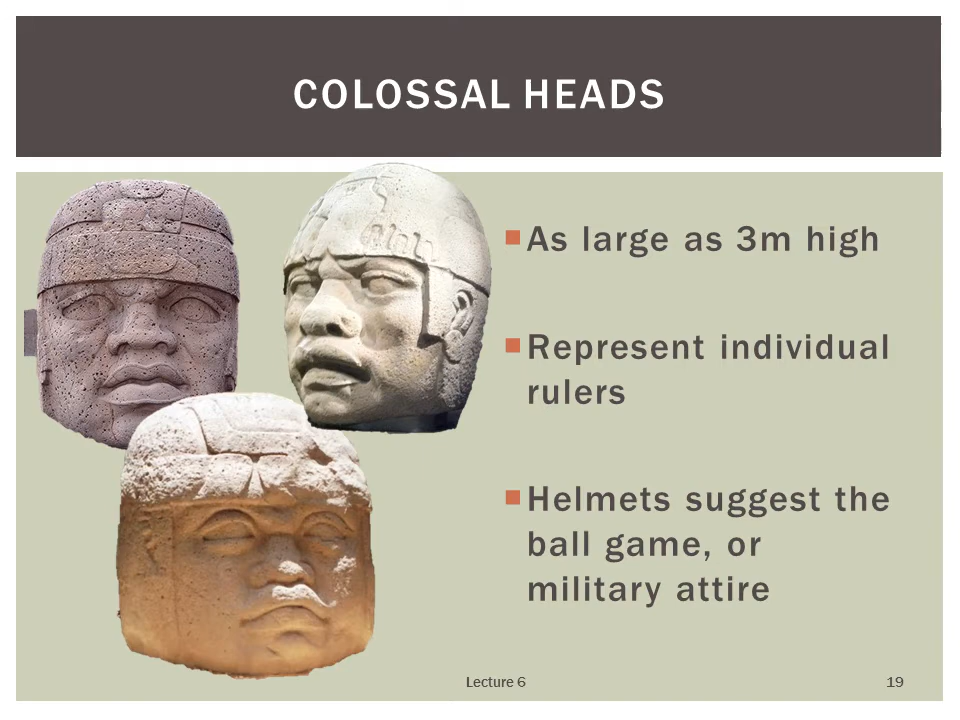 COLOSSAL HEADS
As large as 3m high
Represent individual
rulers
Helmets suggest the
ball game, or
military attire
Lecture 6
19